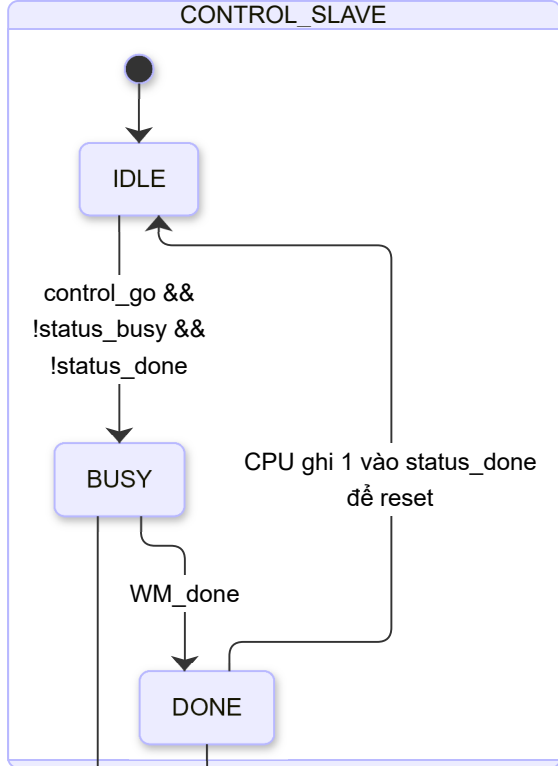 CONTROL_SLAVE
IDLE
control_go &&
!status_busy &&
!status_done
BUSY
CPU ghi 1 vào status_done
để reset
WM_done
DONE